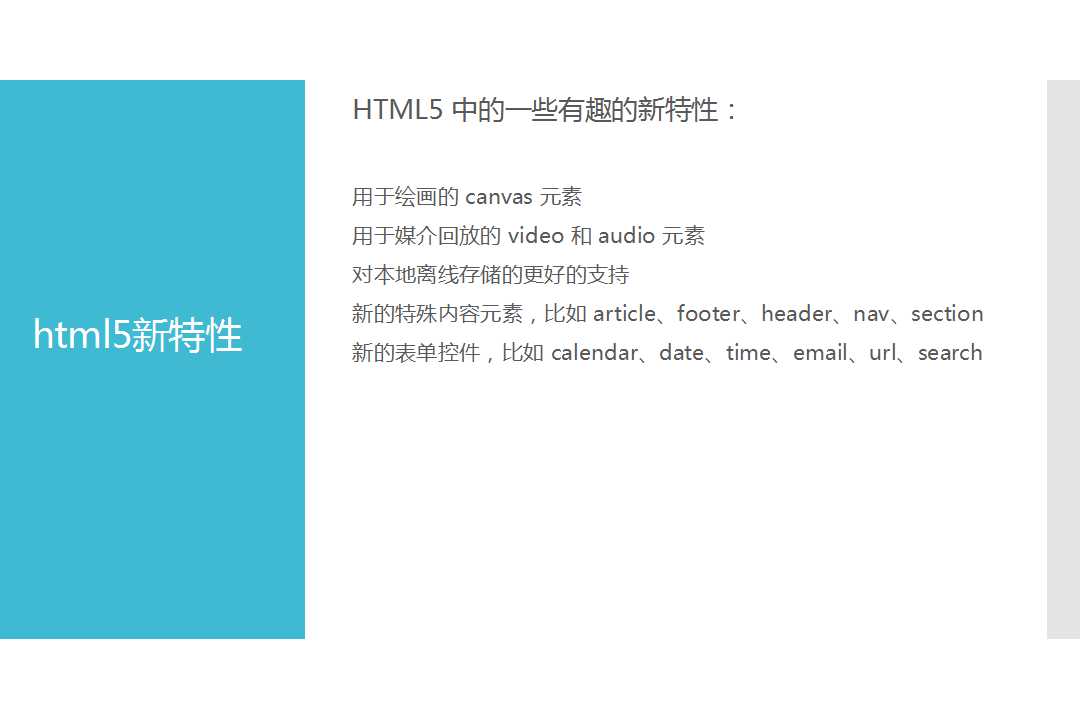 html5新特性
HTML5 中的一些有趣的新特性：
用于绘画的 canvas 元素
用于媒介回放的 video 和 audio 元素
对本地离线存储的更好的支持
新的特殊内容元素，比如 article、footer、header、nav、section
新的表单控件，比如 calendar、date、time、email、url、search